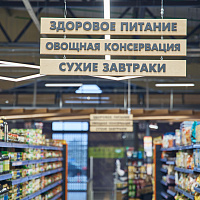 ЗДОРОВОЕ ПИТАНИЕ
ОВОЩНАЯ КОНСЕРВАЦИЯ
СУХИЕ ЗАВТРАКИ